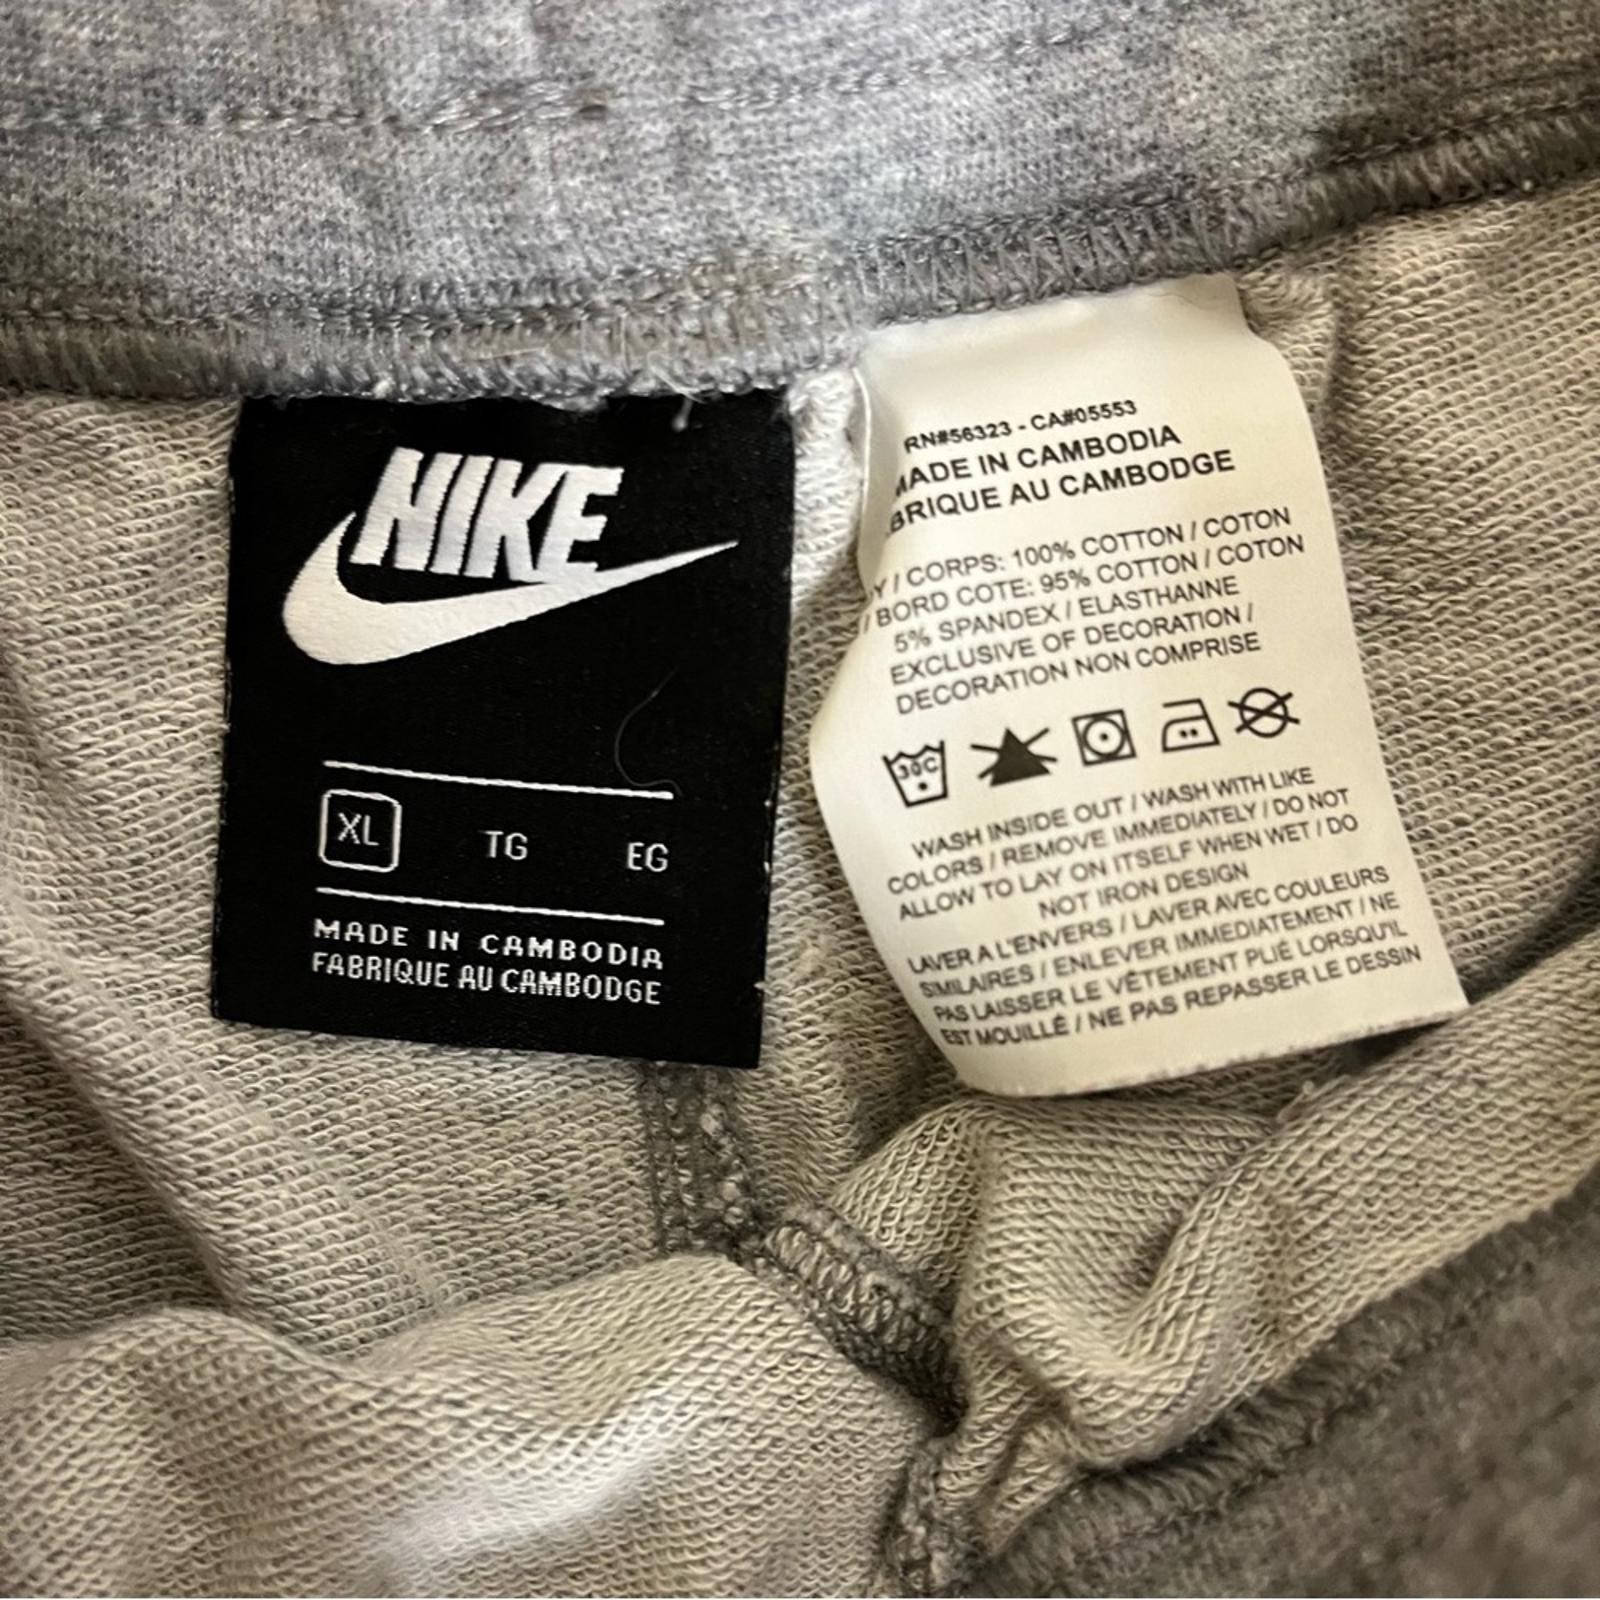 NIKE
XL TG EG
MADE IN CAMBODIA
FABRIQUE AU CAMBODGE
RN#56323 - CA#05553
MADE IN CAMBODIA
BRIQUE AU CAMBODGE
Y / CORPS: 100% COTTON / COTON
/ BORD COTE: 95% COTTON / COTON
5% SPANDEX / ELASTHANNE
EXCLUSIVE OF DECORATION /
DECORATION NON COMPRISE
30C
WASH INSIDE OUT / WASH WITH LIKE
COLORS / REMOVE IMMEDIATELY / DO NOT
ALLOW TO LAY ON ITSELF WHEN WET / DO
NOT IRON DESIGN
LAVER A L'ENVERS / LAVER AVEC COULEURS
SIMILAIRES / ENLEVER IMMEDIATEMENT / NE
PAS LAISSER LE VÊTEMENT PLIÉ LORSQU'IL
EST MOUILLÉ / NE PAS REPASSER LE DESSIN